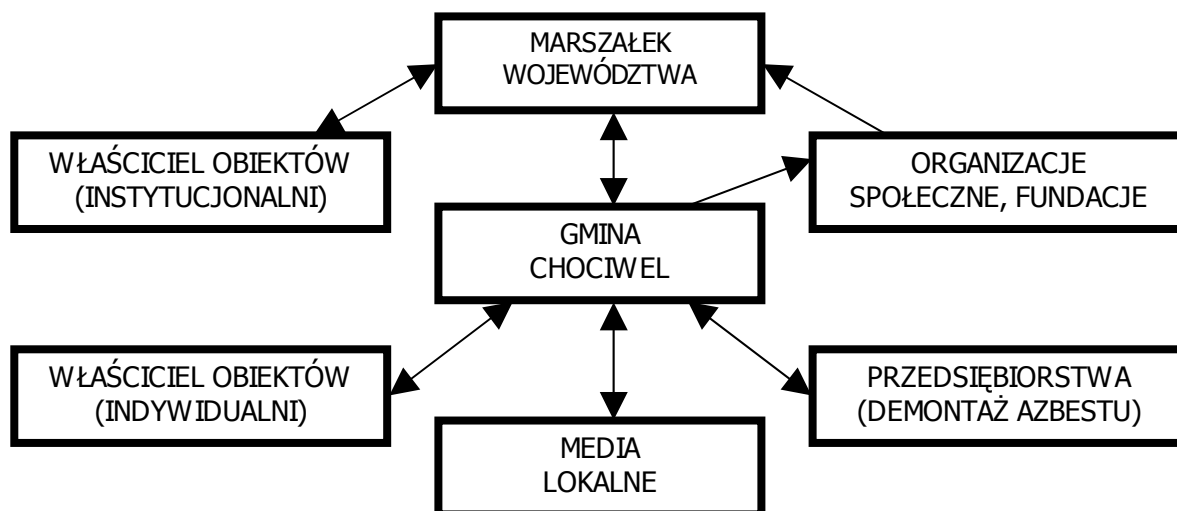 MARSZAŁEK
WOJEWÓDZTWA
WŁAŚCICIEL OBIEKTÓW
(INSTYTUCJONALNI)
ORGANIZACJE
SPOŁECZNE, FUNDACJE
GMINA
CHOCIWEL
WŁAŚCICIEL OBIEKTÓW
(INDYWIDUALNI)
PRZEDSIĘBIORSTWA
(DEMONTAŻ AZBESTU)
MEDIA
LOKALNE